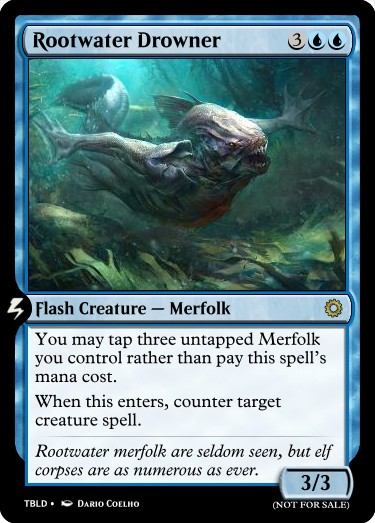 Rootwater Drowner 3
Flash Creature — Merfolk
You may tap three untapped Merfolk
you control rather than pay this spell's
mana cost.
When this enters, counter target
creature spell.
Rootwater merfolk are seldom seen, but elf
corpses are as numerous as ever.
3/3
TBLD • Dario Coelho
(NOT FOR SALE)